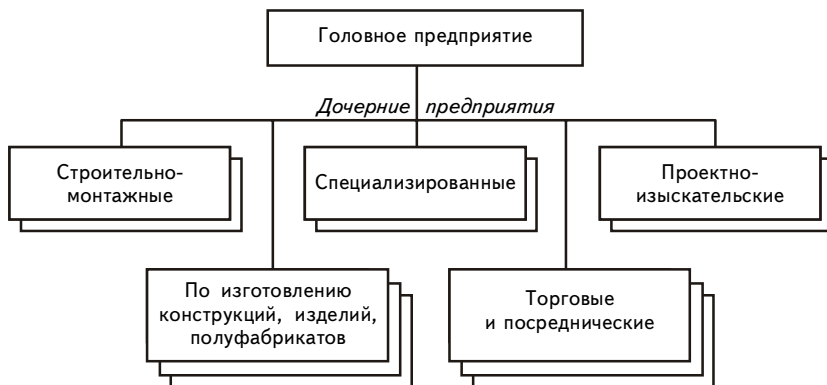 Головное предприятие
Дочерние предприятия
Строительно-
монтажные
Специализированные
Проектно-
изыскательские
По изготовлению
конструкций, изделий,
полуфабрикатов
Торговые
и посреднические